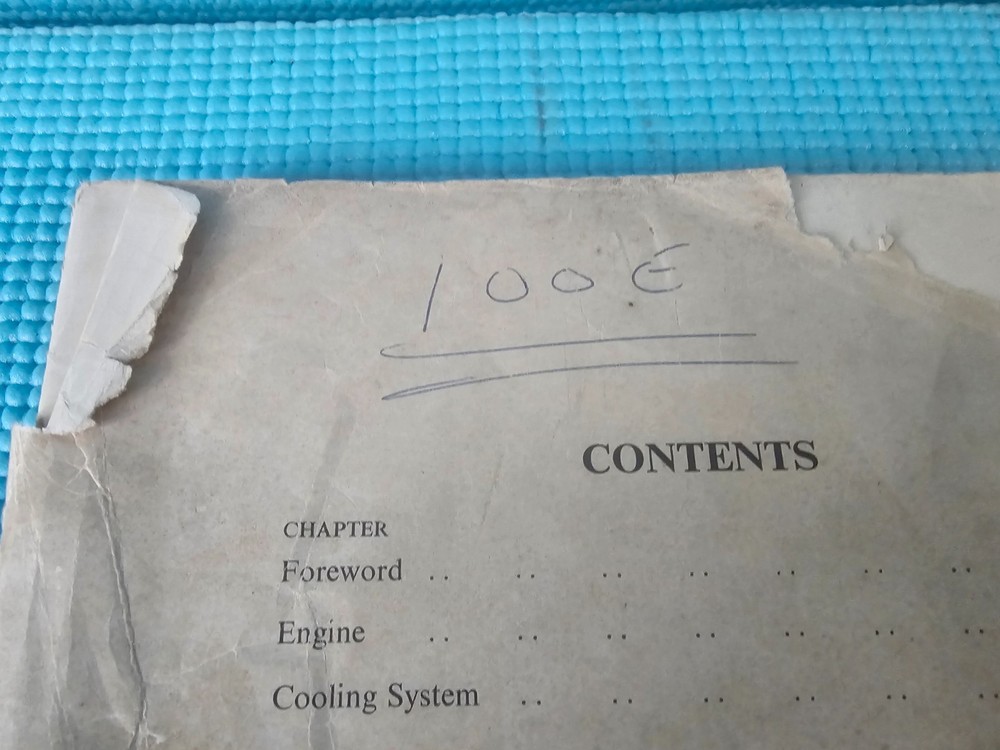 100E
CONTENTS
CHAPTER
Foreword .. .. .. .. .. .. ..
Engine .. .. .. .. .. .. ..
Cooling System .. .. .. .. .. ..